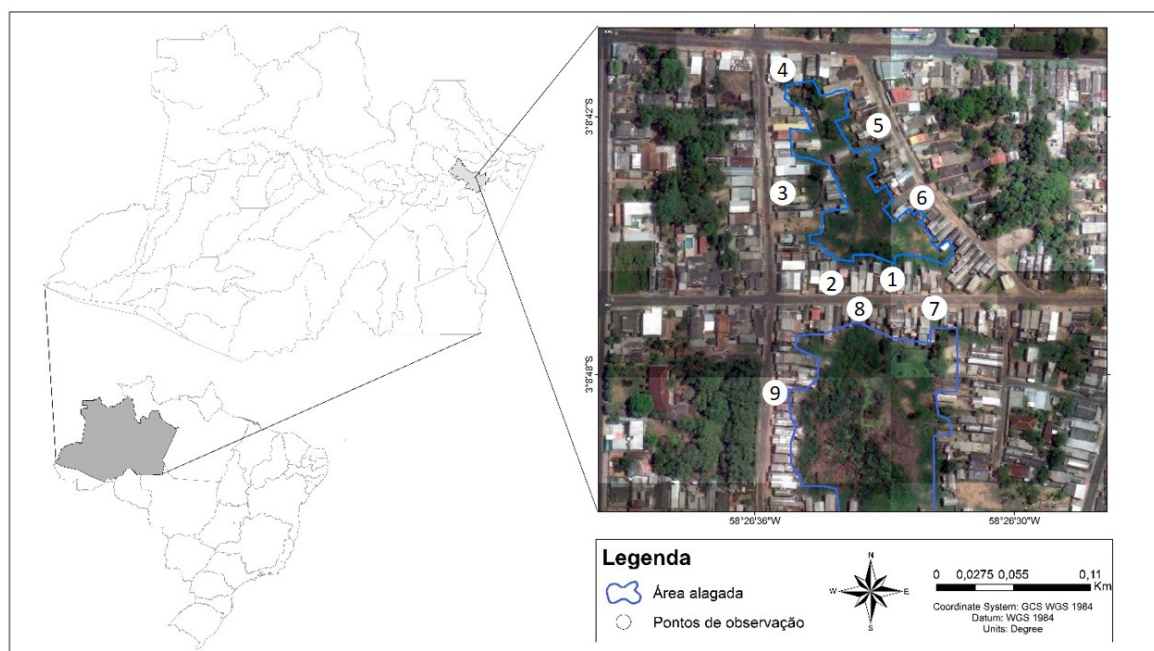 4
5
3
6
2
1
8
7
9
3°8'42"S
3°8'48"S
58°26'36"W
58°26'30"W
Legenda
Área alagada
Pontos de observação
N
W
E
S
0 0,0275 0,055 0,11
Km
Coordinate System: GCS WGS 1984
Datum: WGS 1984
Units: Degree